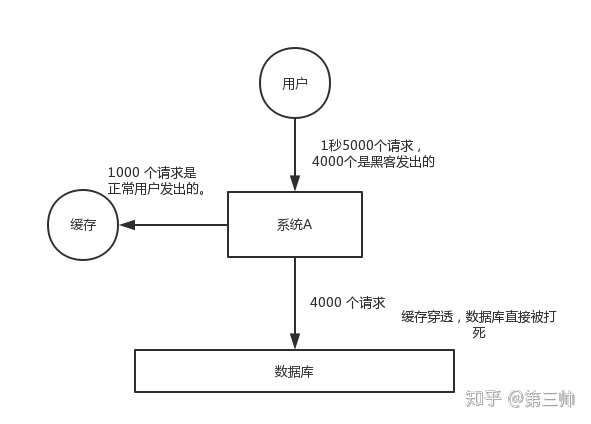 用户
1秒5000个请求，
4000个是黑客发出的
1000 个请求是
正常用户发出的。
缓存
系统A
4000 个请求
缓存穿透，数据库直接被打
死
数据库
知乎 @第三帅